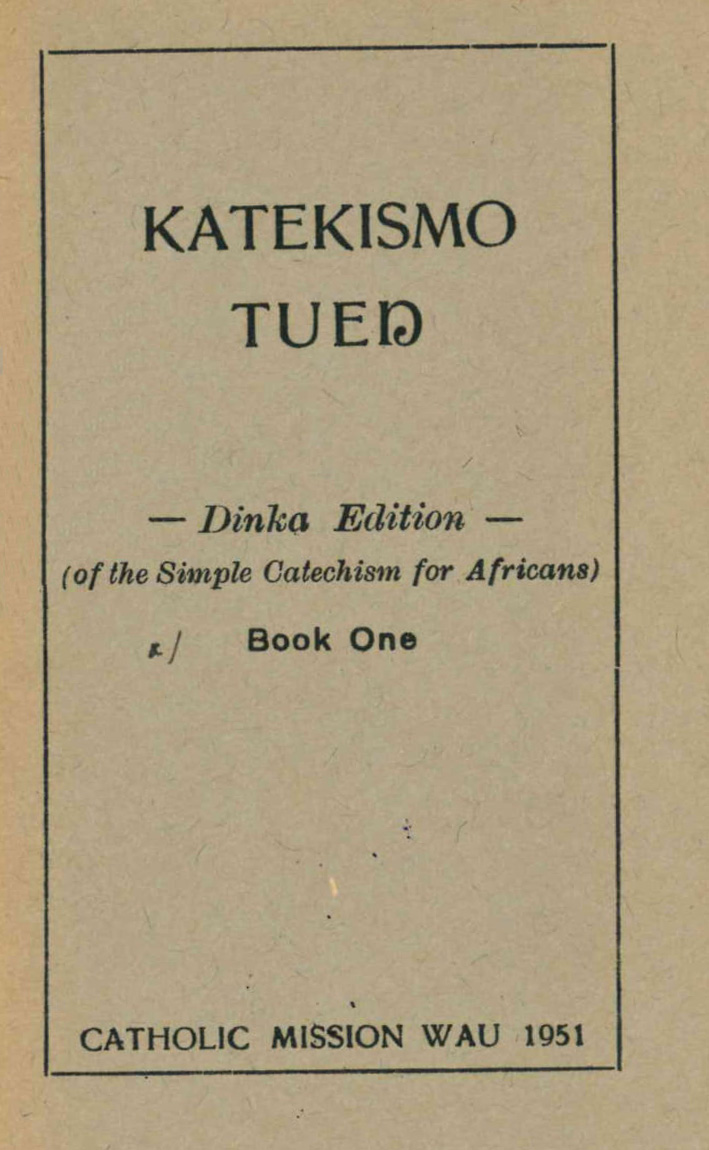 KATEKISMO
TUEŊ
— Dinka Edition —
(of the Simple Catechism for Africans)
Book One
CATHOLIC MISSION WAU 1951